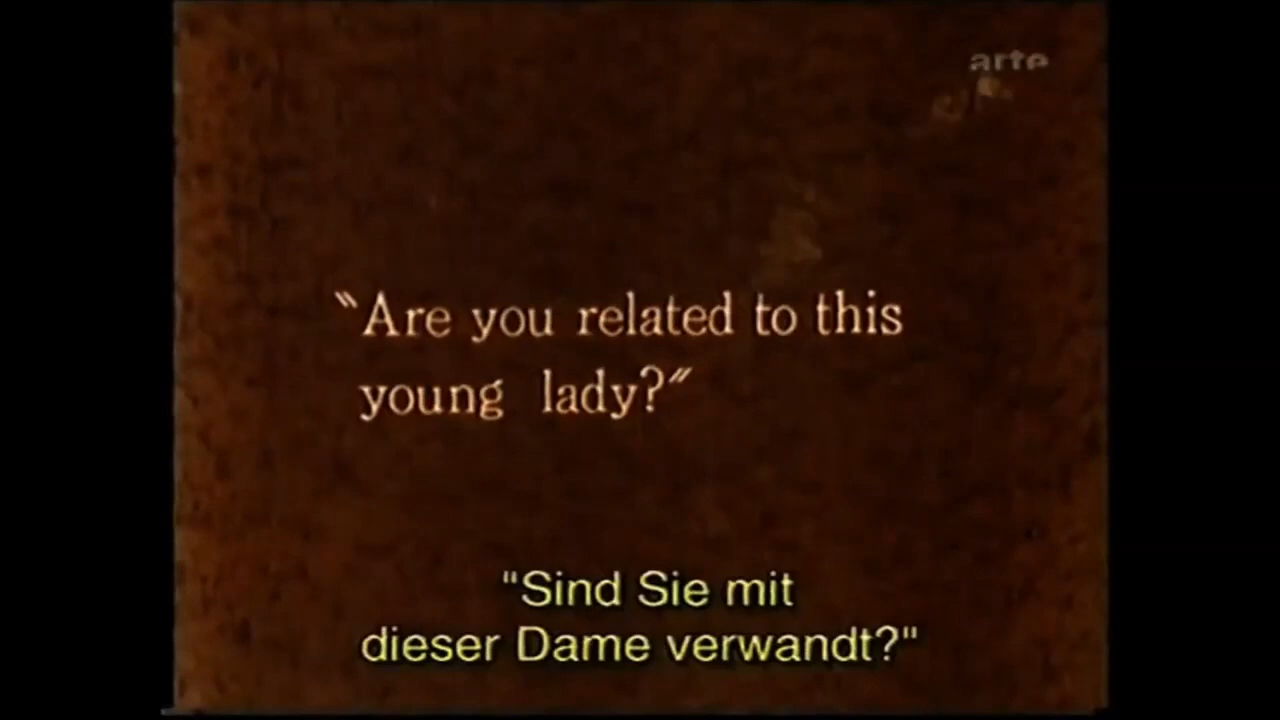 arte
"Are you related to this
young lady?"
"Sind Sie mit
dieser Dame verwandt?"